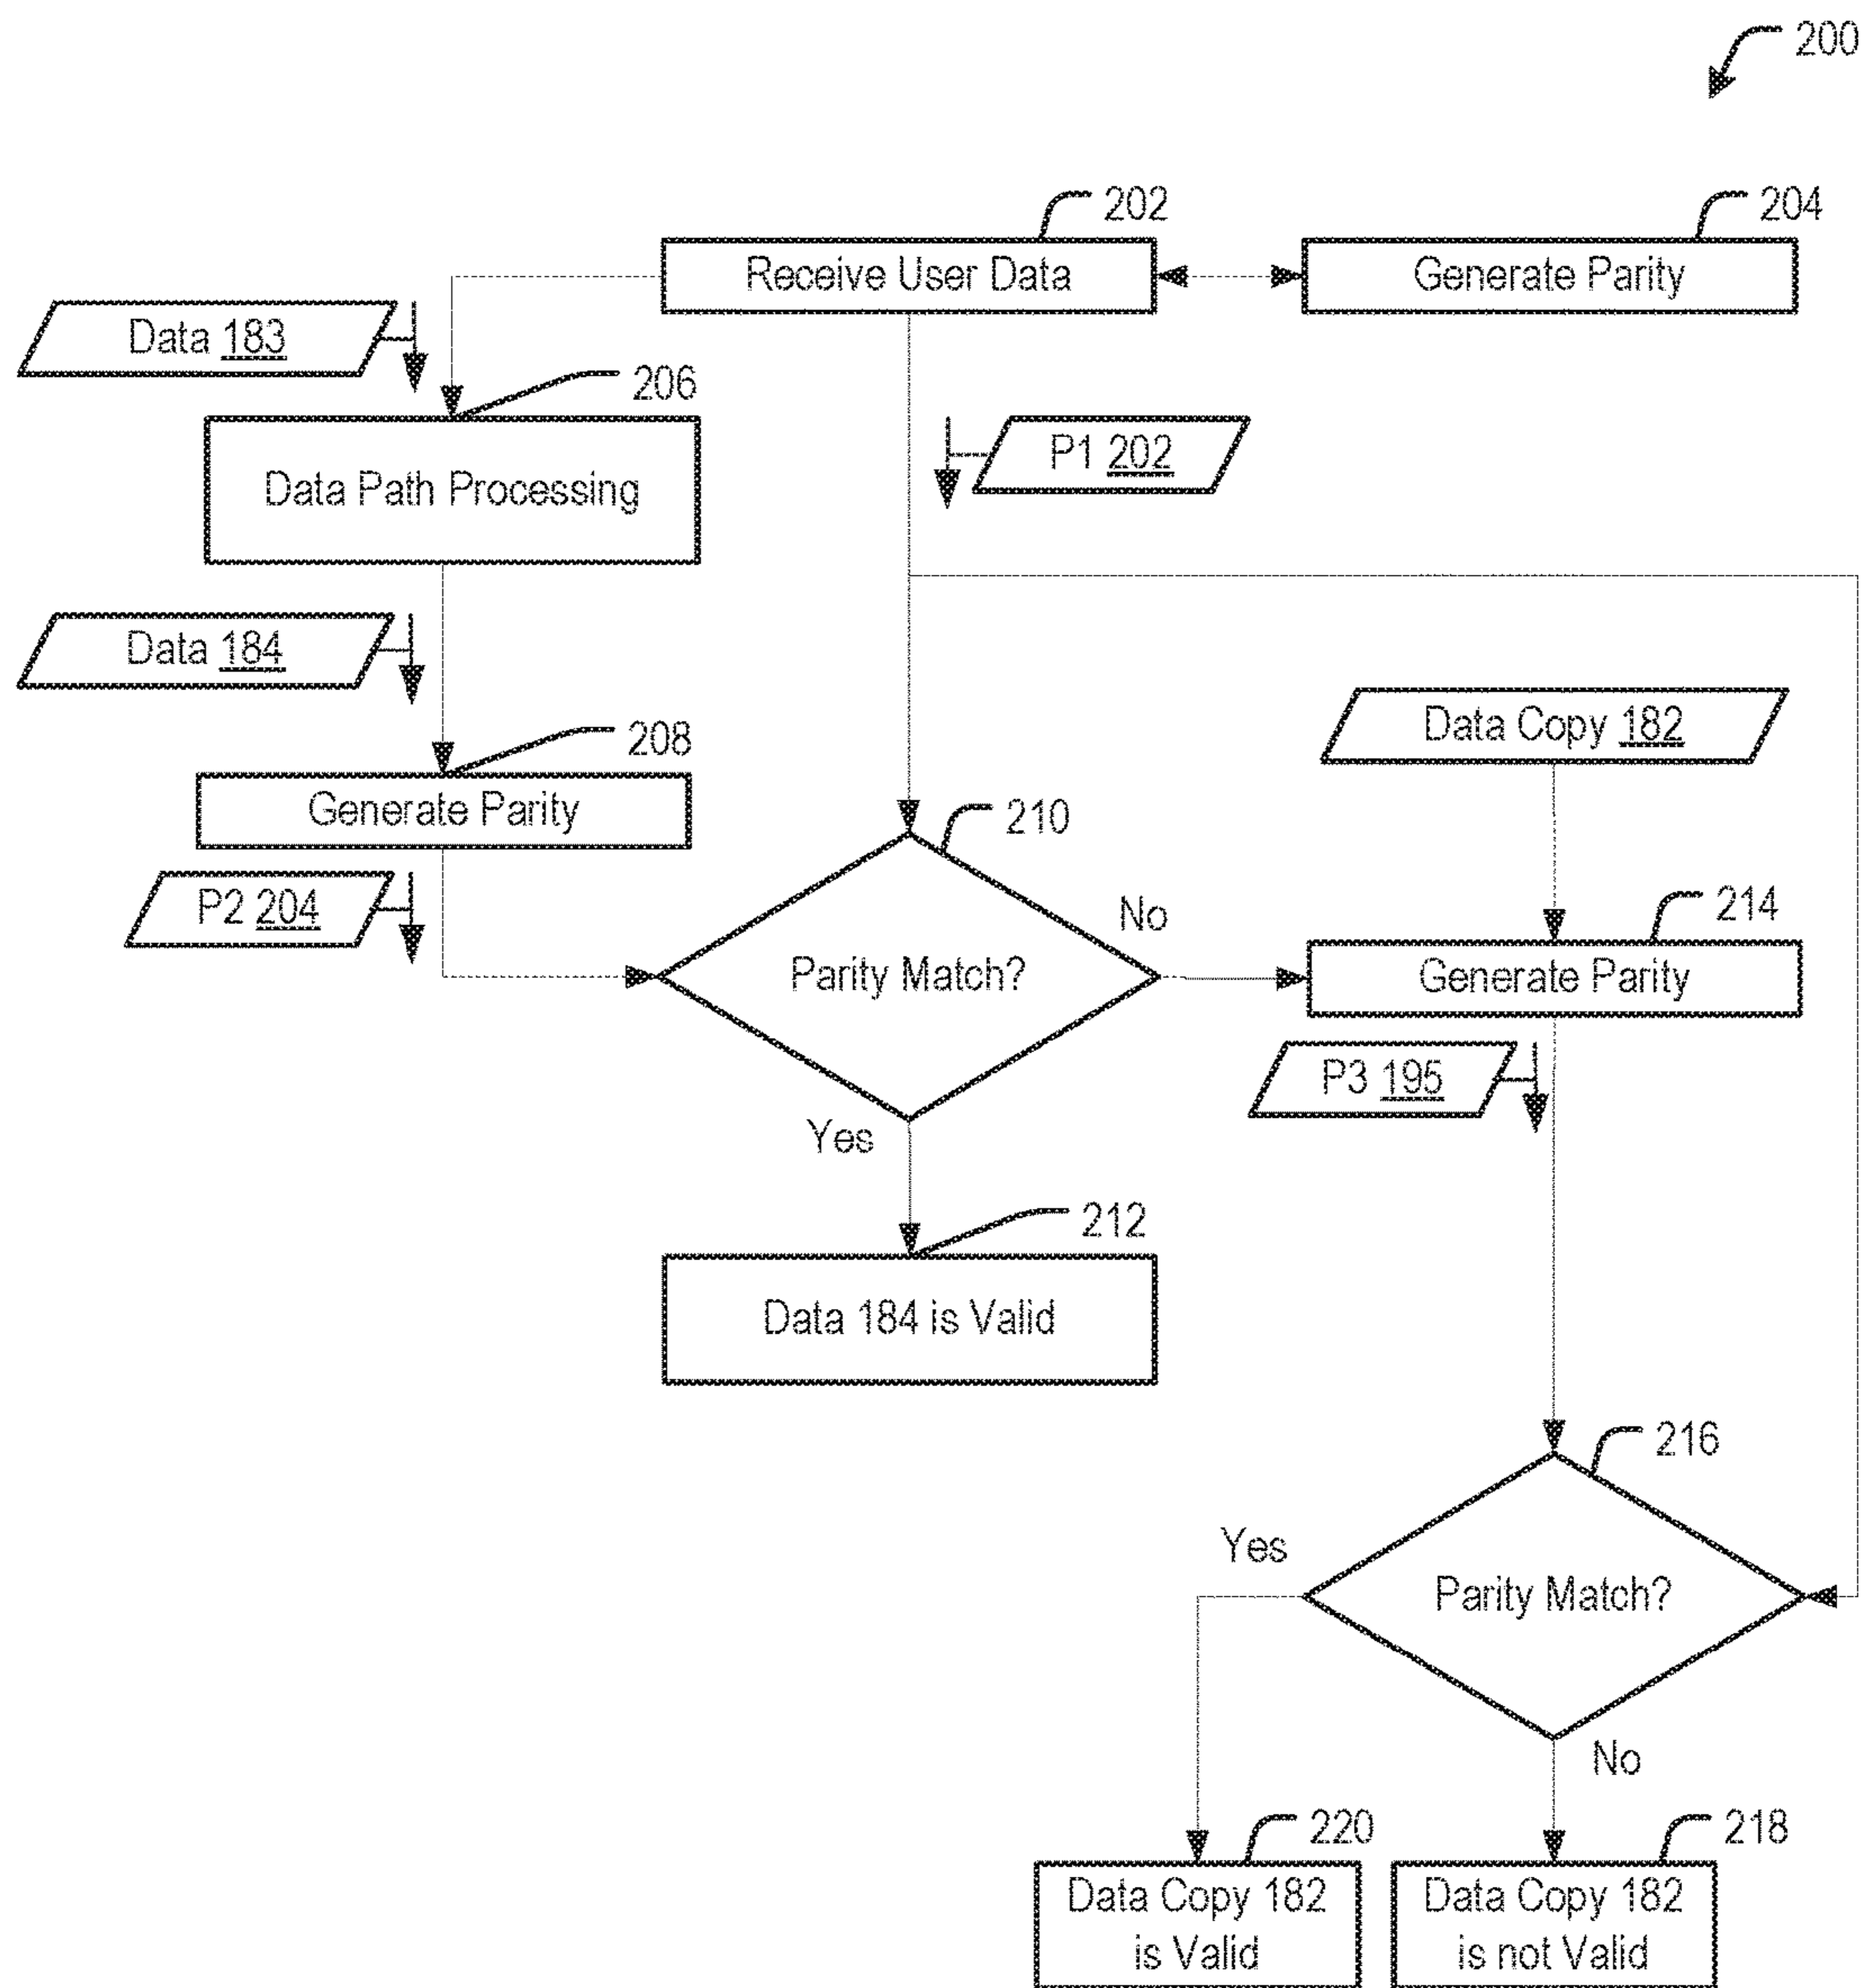 200
202
204
Receive User Data
Generate Parity
Data 183
206
P1 202
Data Path Processing
Data 184
Data Copy 182
208
Generate Parity
210
P2 204
No
214
Parity Match?
Generate Parity
P3 195
Yes
212
Data 184 is Valid
216
Yes
Parity Match?
No
220
218
Data Copy 182
is Valid
Data Copy 182
is not Valid